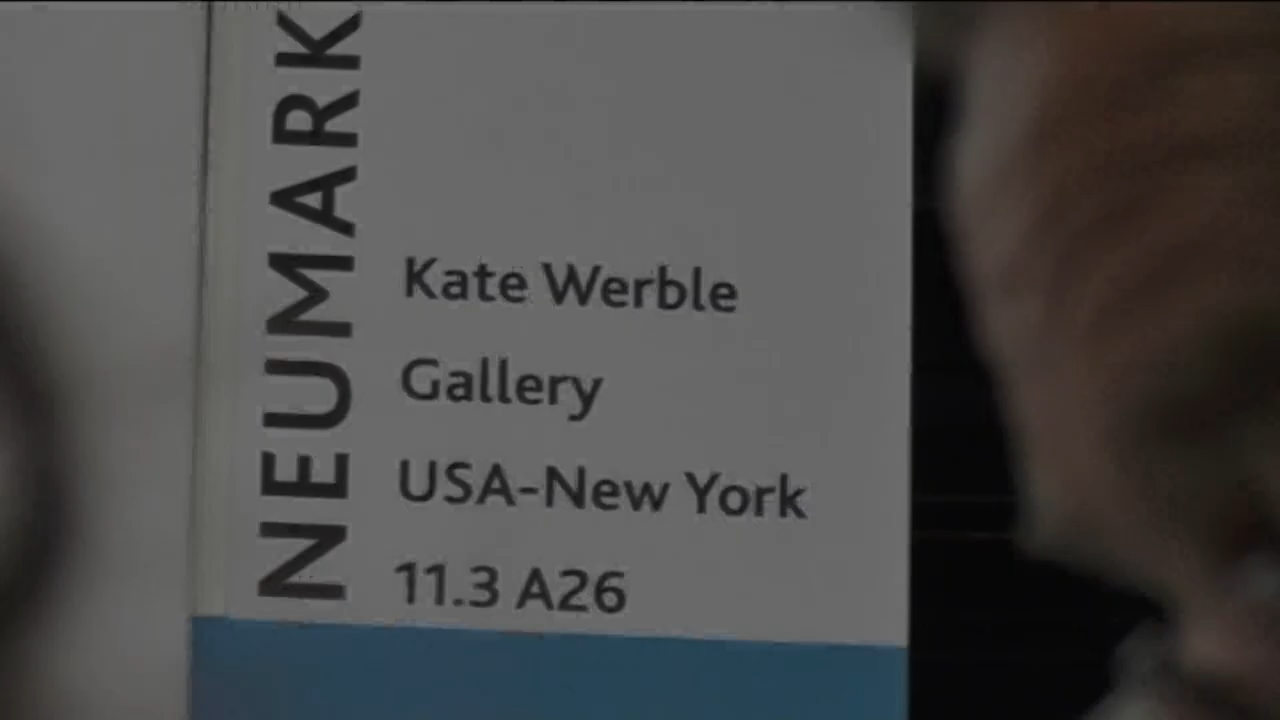 NEUMARK
Kate Werble
Gallery
USA-New York
11.3 A26